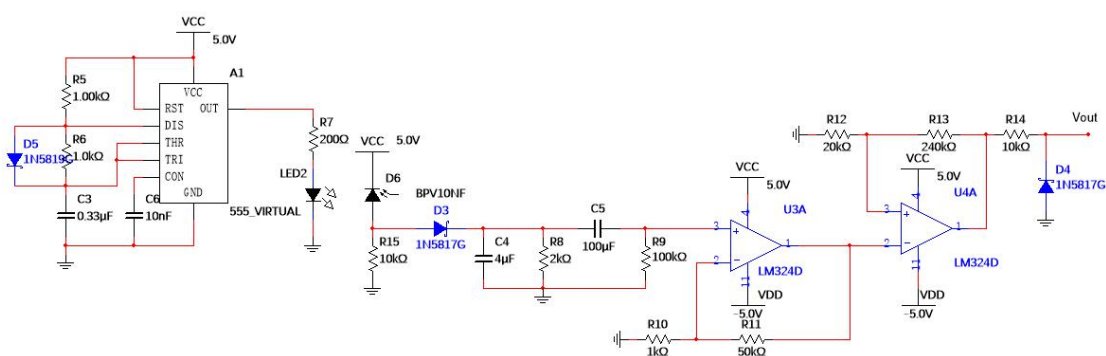 VCC
5.0V
A1
R5
1.00kΩ
VCC
RST OUT
DIS
THR
TRI
CON
GND
D5
1N5819G
R6
1.0kΩ
C3
0.33µF
C6
10nF
555_VIRTUAL
R7
200Ω
LED2
VCC
5.0V
D6
BPV10NF
D3
1N5817G
R15
10kΩ
C4
4µF
R8
2kΩ
C5
100µF
R9
100kΩ
VCC
5.0V
U3A
3
2
4
1
11
LM324D
VDD
-5.0V
R10
1kΩ
R11
50kΩ
R12
20kΩ
R13
240kΩ
R14
10kΩ
Vout
VCC
5.0V
U4A
3
2
4
1
11
LM324D
VDD
-5.0V
D4
1N5817G